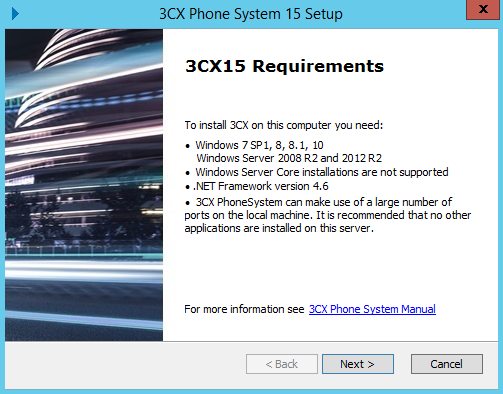 3CX Phone System 15 Setup
x
3CX15 Requirements
To install 3CX on this computer you need:
• Windows 7 SP1, 8, 8.1, 10
Windows Server 2008 R2 and 2012 R2
• Windows Server Core installations are not supported
• .NET Framework version 4.6
• 3CX PhoneSystem can make use of a large number of
ports on the local machine. It is recommended that no other
applications are installed on this server.
For more information see 3CX Phone System Manual
< Back Next > Cancel